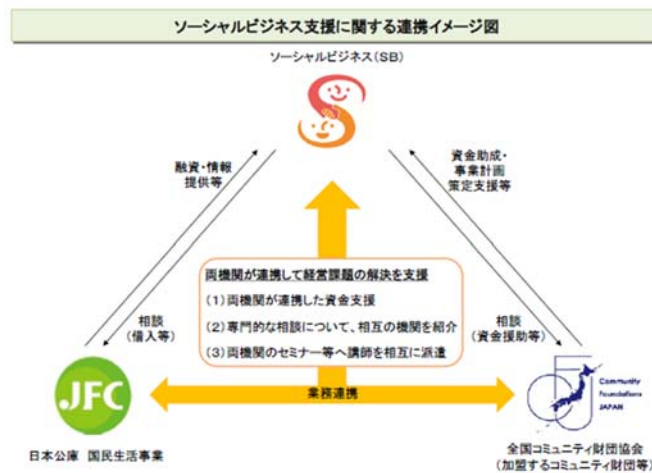 ソーシャルビジネス支援に関する連携イメージ図
ソーシャルビジネス(SB)
融資・情報
提供等
資金助成・
事業計画
策定支援等
両機関が連携して経営課題の解決を支援
(1)両機関が連携した資金支援
(2)専門的な相談について、相互の機関を紹介
(3)両機関のセミナー等へ講師を相互に派遣
相談
(借入等)
相談
(資金援助等)
業務連携
JFC
Community
Foundations
JAPAN
日本公庫 国民生活事業
全国コミュニティ財団協会
(加盟するコミュニティ財団等)